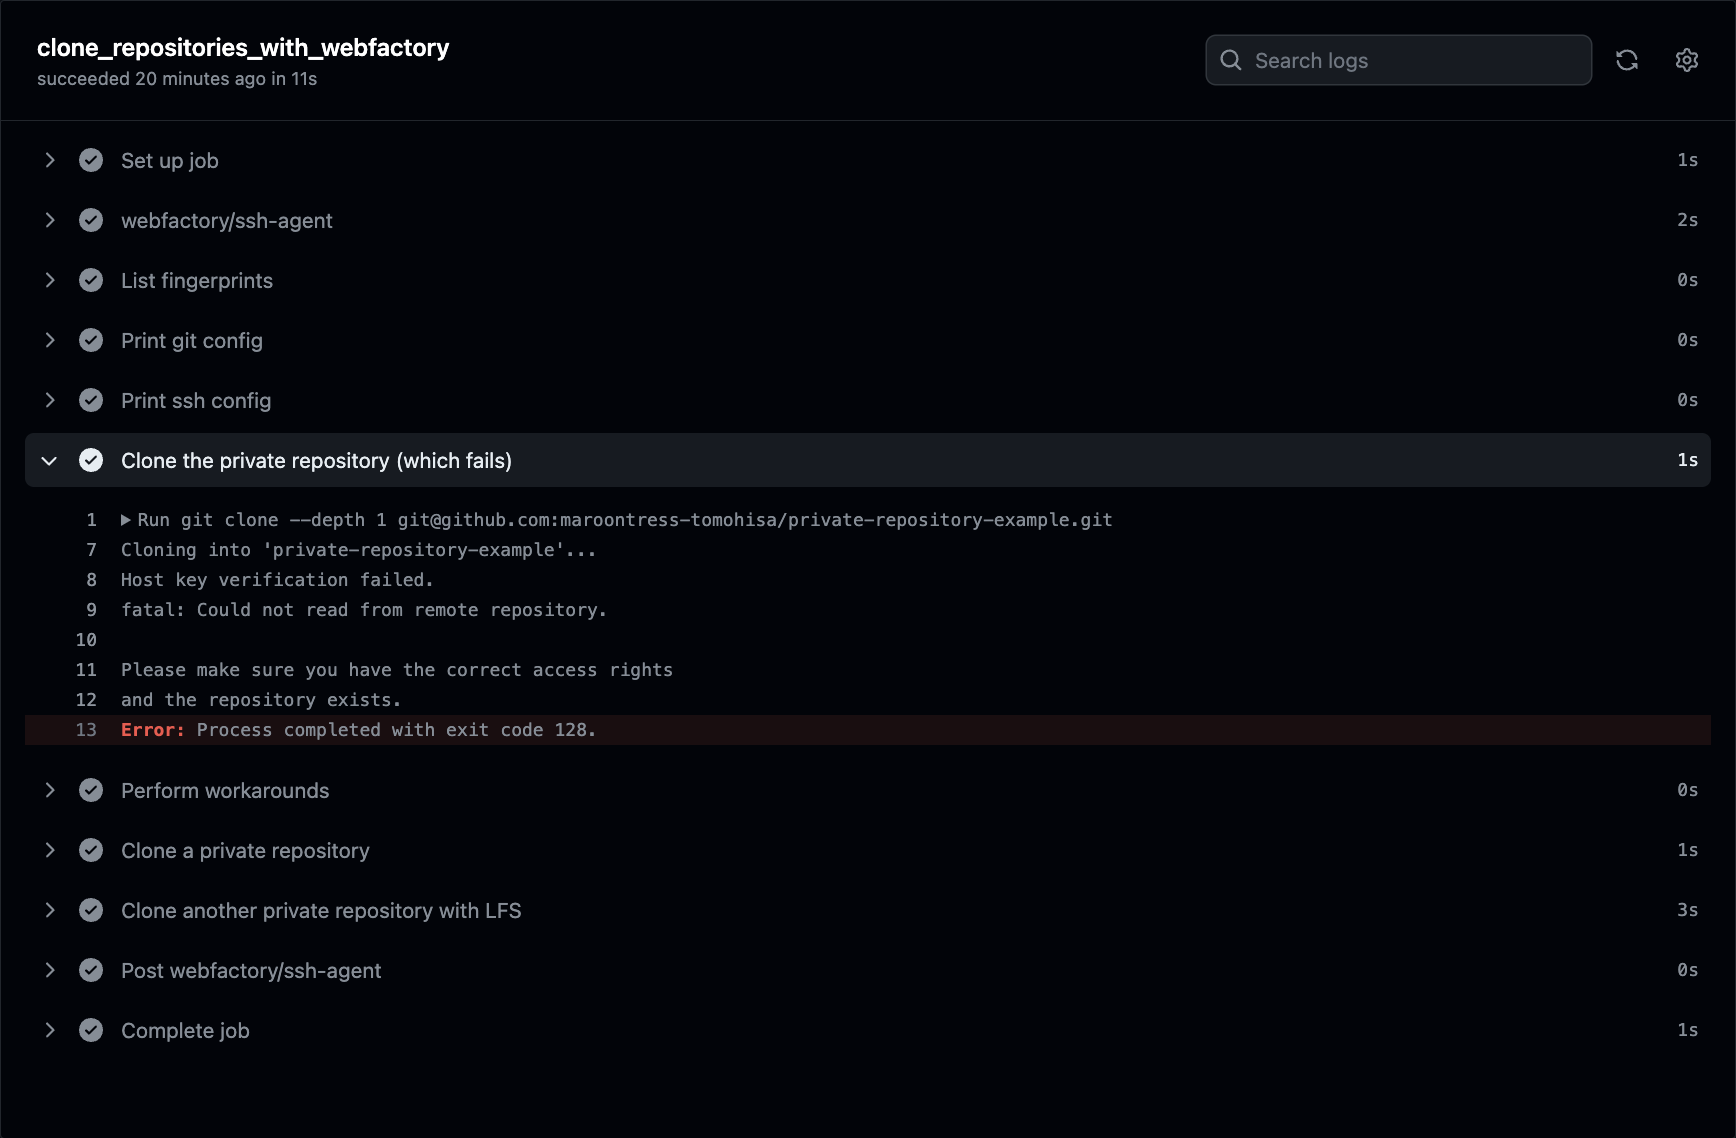 clone_repositories_with_webfactory
succeeded 20 minutes ago in 11s
Search logs
Set up job 1s
webfactory/ssh-agent 2s
List fingerprints 0s
Print git config 0s
Print ssh config 0s
Clone the private repository (which fails) 1s
1 Run git clone --depth 1 git@github.com:maroontress-tomohisa/private-repository-example.git
7 Cloning into 'private-repository-example'...
8 Host key verification failed.
9 fatal: Could not read from remote repository.
10
11 Please make sure you have the correct access rights
12 and the repository exists.
13 Error: Process completed with exit code 128.
Perform workarounds 0s
Clone a private repository 1s
Clone another private repository with LFS 3s
Post webfactory/ssh-agent 0s
Complete job 1s